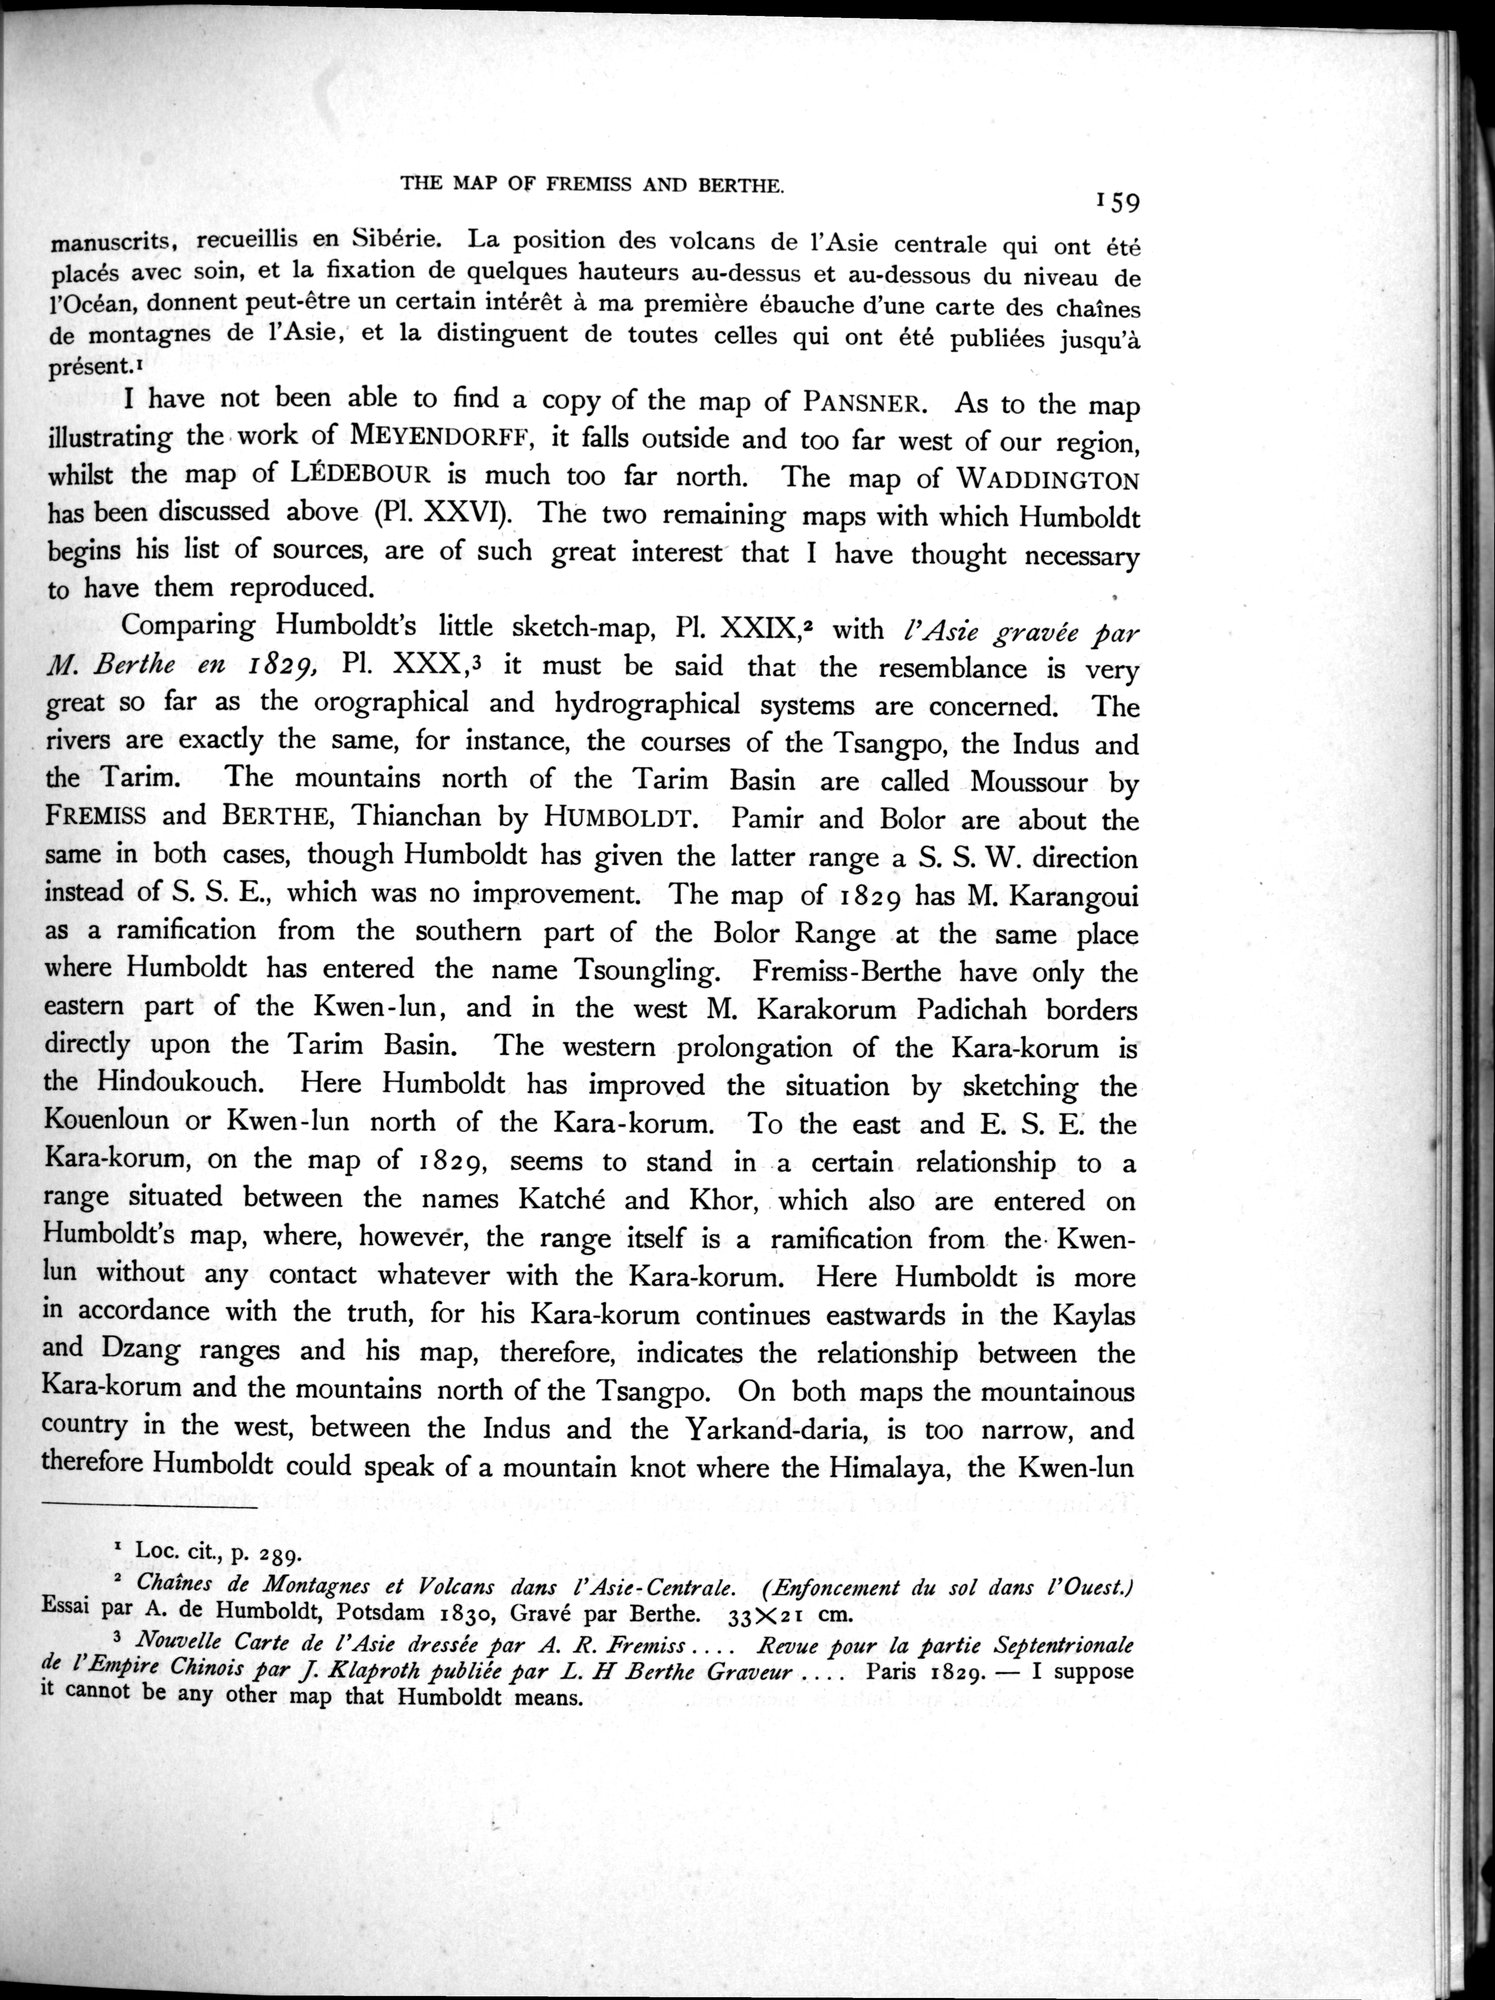 THE MAP OF FREMISS AND BERTHE.
159
manuscrits, recueillis en Sibérie. La position des volcans de l'Asie centrale qui ont été
placés avec soin, et la fixation de quelques hauteurs au-dessus et au-dessous du niveau de
l'Océan, donnent peut-être un certain intérêt à ma première ébauche d'une carte des chaînes
de montagnes de l'Asie, et la distinguent de toutes celles qui ont été publiées jusqu'à
présent.¹
I have not been able to find a copy of the map of PANSNER. As to the map
illustrating the work of MEYENDORFF, it falls outside and too far west of our region,
whilst the map of LÉDEBOUR is much too far north. The map of WADDINGTON
has been discussed above (Pl. XXVI). The two remaining maps with which Humboldt
begins his list of sources, are of such great interest that I have thought necessary
to have them reproduced.
Comparing Humboldt's little sketch-map, Pl. XXIX,² with l'Asie gravée par
M. Berthe en 1829, Pl. XXX,³ it must be said that the resemblance is very
great so far as the orographical and hydrographical systems are concerned. The
rivers are exactly the same, for instance, the courses of the Tsangpo, the Indus and
the Tarim. The mountains north of the Tarim Basin are called Moussour by
FREMISS and BERTHE, Thianchan by HUMBOLDT. Pamir and Bolor are about the
same in both cases, though Humboldt has given the latter range a S. S. W. direction
instead of S. S. E., which was no improvement. The map of 1829 has M. Karangoui
as a ramification from the southern part of the Bolor Range at the same place
where Humboldt has entered the name Tsoungling. Fremiss-Berthe have only the
eastern part of the Kwen-lun, and in the west M. Karakorum Padichah borders
directly upon the Tarim Basin. The western prolongation of the Kara-korum is
the Hindoukouch. Here Humboldt has improved the situation by sketching the
Kouenloun or Kwen-lun north of the Kara-korum. To the east and E. S. E. the
Kara-korum, on the map of 1829, seems to stand in a certain relationship to a
range situated between the names Katché and Khor, which also are entered on
Humboldt's map, where, however, the range itself is a ramification from the Kwen-
lun without any contact whatever with the Kara-korum. Here Humboldt is more
in accordance with the truth, for his Kara-korum continues eastwards in the Kaylas
and Dzang ranges and his map, therefore, indicates the relationship between the
Kara-korum and the mountains north of the Tsangpo. On both maps the mountainous
country in the west, between the Indus and the Yarkand-daria, is too narrow, and
therefore Humboldt could speak of a mountain knot where the Himalaya, the Kwen-lun
¹ Loc. cit., p. 289.
² Chaînes de Montagnes et Volcans dans l'Asie-Centrale. (Enfoncement du sol dans l'Ouest.)
Essai par A. de Humboldt, Potsdam 1830, Gravé par Berthe. 33×21 cm.
³ Nouvelle Carte de l'Asie dressée par A. R. Fremiss.... Revue pour la partie Septentrionale
de l'Empire Chinois par J. Klaproth publiée par L. H Berthe Graveur.... Paris 1829. — I suppose
it cannot be any other map that Humboldt means.